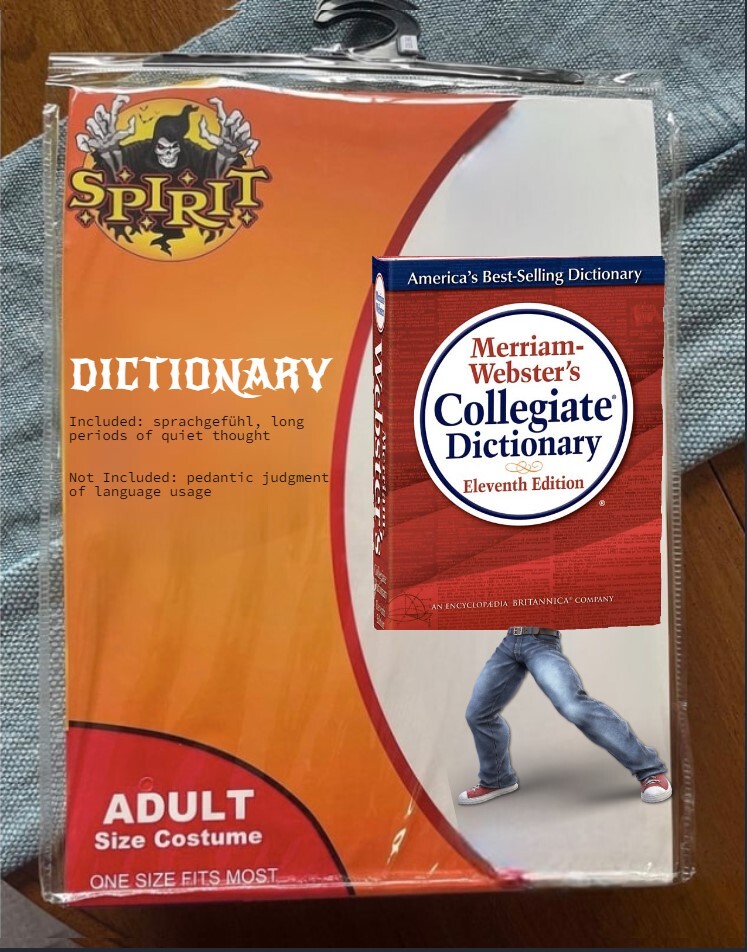 SPIRIT
DICTIONARY
Included: sprachgefühl, long
periods of quiet thought
Not Included: pedantic judgment
of language usage
ADULT
Size Costume
ONE SIZE FITS MOST
America's Best-Selling Dictionary
Merriam-
Webster's
Collegiate®
Dictionary
Eleventh Edition
®
AN ENCYCLOPÆDIA BRITANNICA® COMPANY
Webster's